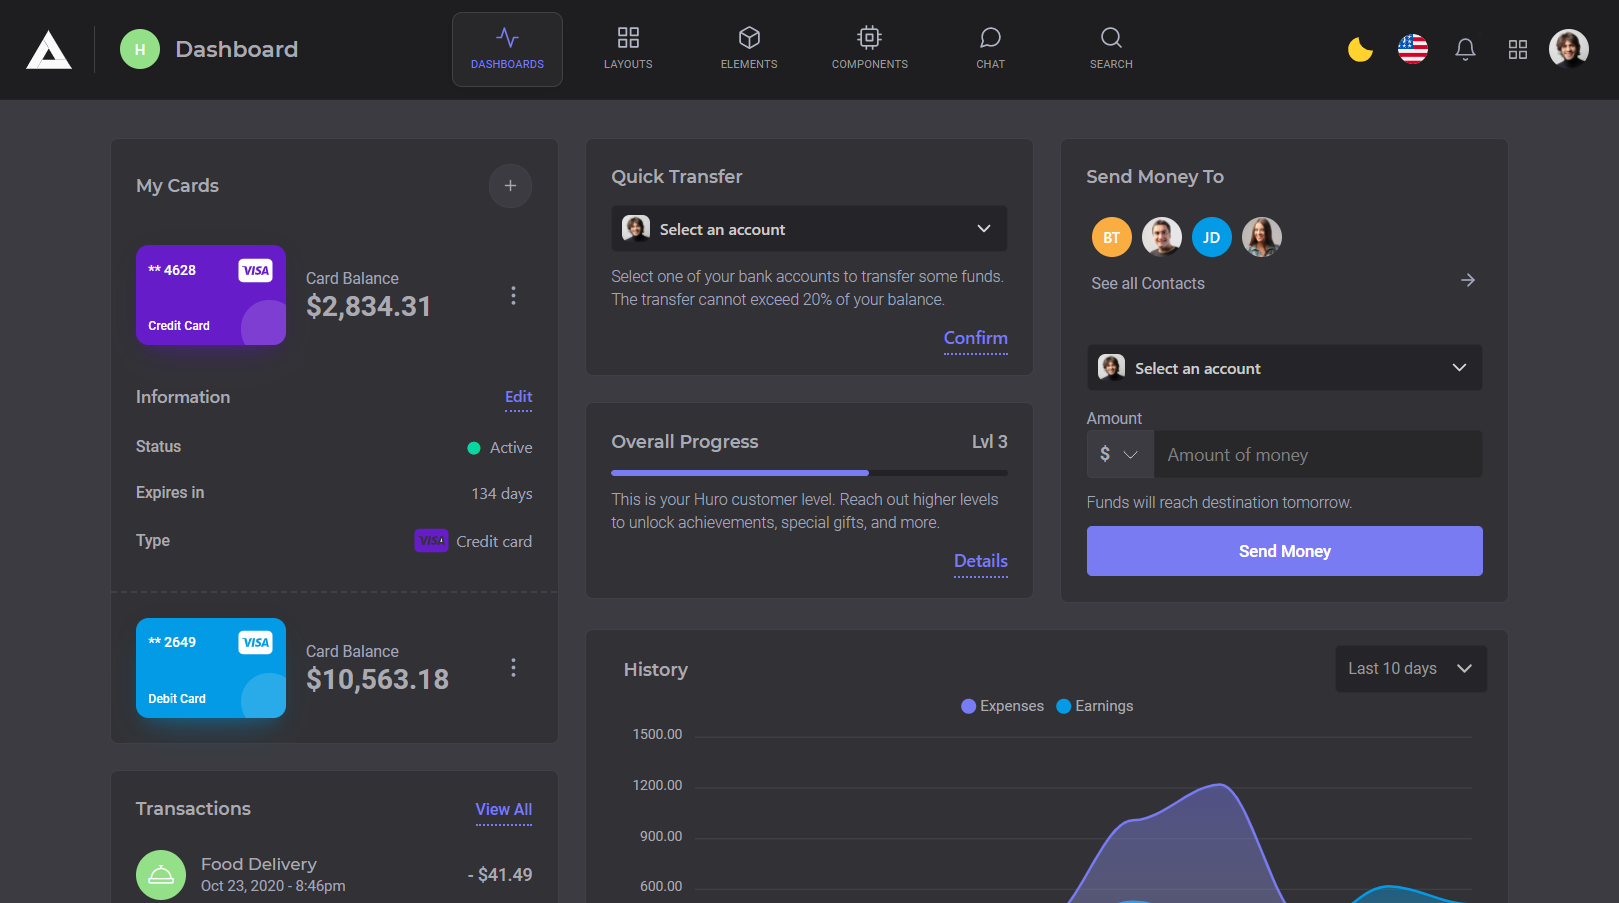 H
Dashboard
DASHBOARDS
LAYOUTS
ELEMENTS
COMPONENTS
CHAT
SEARCH
My Cards
+
** 4628
VISA
Credit Card
Card Balance
$2,834.31
Information
Edit
Status
Active
Expires in
134 days
Type
VISA
Credit card
** 2649
VISA
Debit Card
Card Balance
$10,563.18
Transactions
View All
Food Delivery
Oct 23, 2020 - 8:46pm
- $41.49
Quick Transfer
Select an account
Select one of your bank accounts to transfer some funds.
The transfer cannot exceed 20% of your balance.
Confirm
Overall Progress
Lvl 3
This is your Huro customer level. Reach out higher levels
to unlock achievements, special gifts, and more.
Details
Send Money To
BT
JD
See all Contacts
Select an account
Amount
$
Amount of money
Funds will reach destination tomorrow.
Send Money
History
Last 10 days
Expenses
Earnings
1500.00
1200.00
900.00
600.00